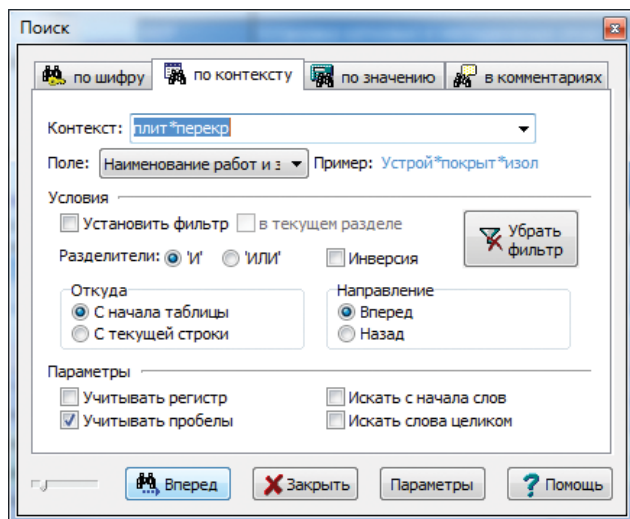 Поиск
по шифру по контексту по значению в комментариях
Контекст: плит*перекр
Поле: Наименование работ и з Пример: Устрой*покрыт*изол
Условия
Установить фильтр в текущем разделе
Убрать фильтр
Разделители: 'И' 'ИЛИ' Инверсия
Откуда Направление
С начала таблицы Вперед
С текущей строки Назад
Параметры
Учитывать регистр Искать с начала слов
Учитывать пробелы Искать слова целиком
Вперед Закрыть Параметры Помощь